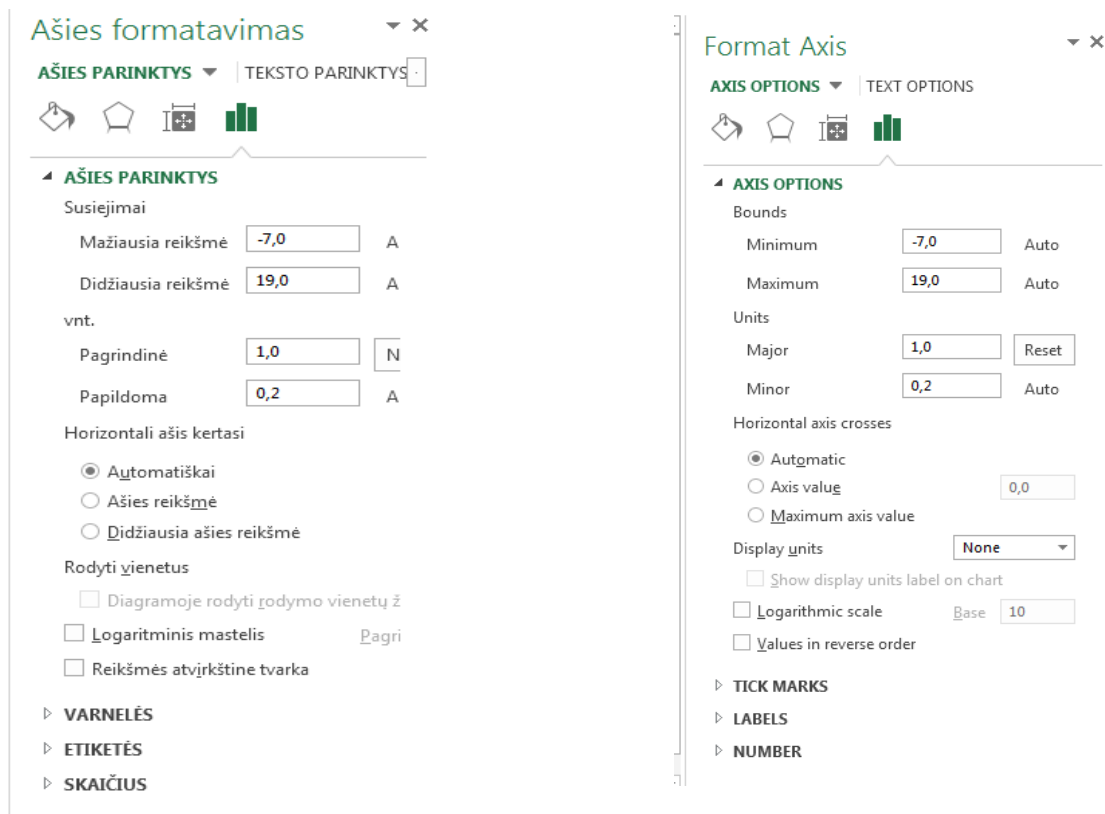 Ašies formatavimas
AŠIES PARINKTYS
TEKSTO PARINKTYS
AŠIES PARINKTYS
Susiejimai
Mažiausia reikšmė -7,0 A
Didžiausia reikšmė 19,0 A
vnt.
Pagrindinė 1,0 N
Papildoma 0,2 A
Horizontali ašis kertasi
Automatiškai
Ašies reikšmė
Didžiausia ašies reikšmė
Rodyti vienetus
Diagramoje rodyti rodymo vienetų ž
Logaritminis mastelis Pagri
Reikšmės atvirkštine tvarka
VARNELĖS
ETIKETĖS
SKAIČIUS
Format Axis
AXIS OPTIONS
TEXT OPTIONS
AXIS OPTIONS
Bounds
Minimum -7,0 Auto
Maximum 19,0 Auto
Units
Major 1,0 Reset
Minor 0,2 Auto
Horizontal axis crosses
Automatic
Axis value 0,0
Maximum axis value
Display units None
Show display units label on chart
Logarithmic scale Base 10
Values in reverse order
TICK MARKS
LABELS
NUMBER